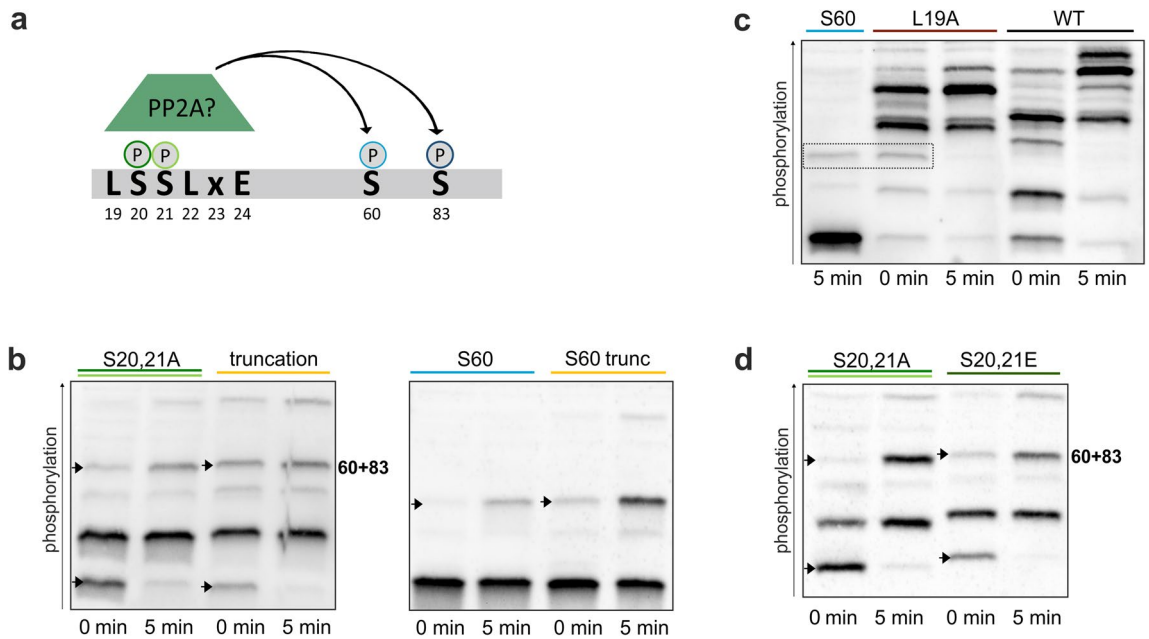 a
PP2A?
P P P P
L S S L x E S S
19 20 21 22 23 24 60 83
b
S20,21A truncation
phosphorylation
60+83
0 min 5 min 0 min 5 min
S60 S60 trunc
0 min 5 min 0 min 5 min
c
S60 L19A WT
phosphorylation
5 min 0 min 5 min 0 min 5 min
d
S20,21A S20,21E
phosphorylation
60+83
0 min 5 min 0 min 5 min